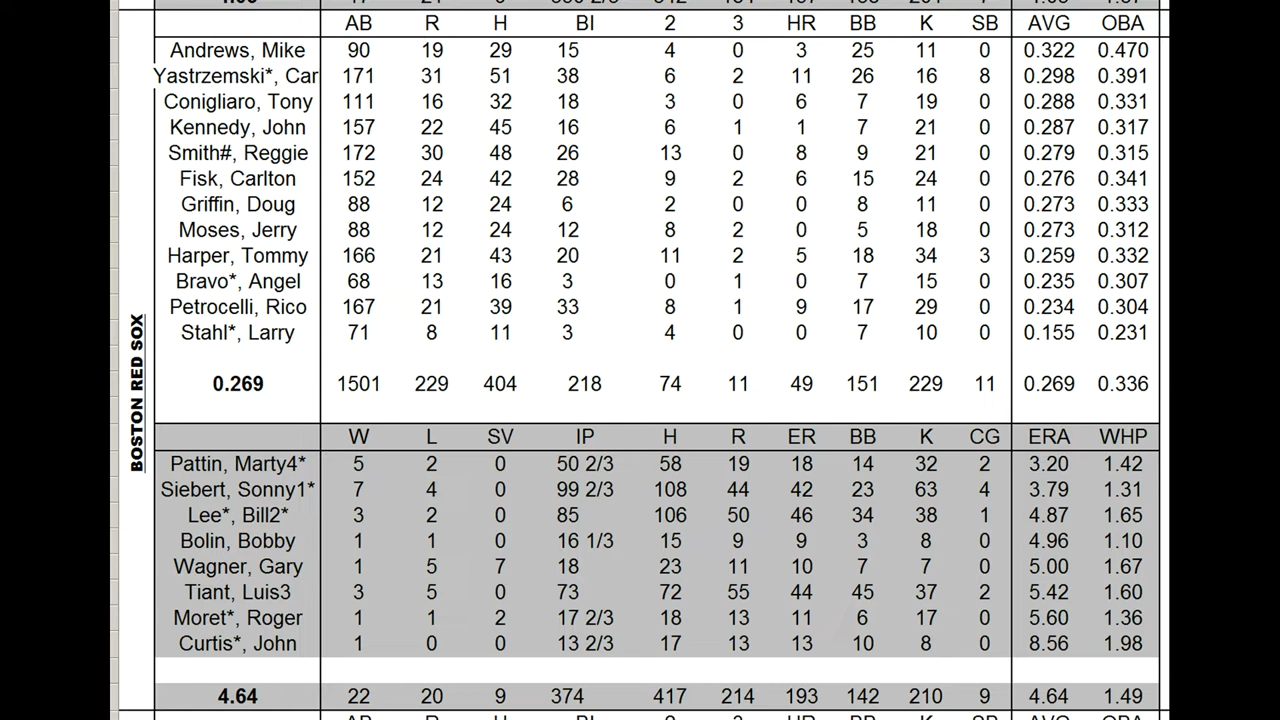 AB R H BI 2 3 HR BB K SB AVG OBA
Andrews, Mike 90 19 29 15 4 0 3 25 11 0 0.322 0.470
Yastrzemski*, Car 171 31 51 38 6 2 11 26 16 8 0.298 0.391
Conigliaro, Tony 111 16 32 18 3 0 6 7 19 0 0.288 0.331
Kennedy, John 157 22 45 16 6 1 1 7 21 0 0.287 0.317
Smith#, Reggie 172 30 48 26 13 0 8 9 21 0 0.279 0.315
Fisk, Carlton 152 24 42 28 9 2 6 15 24 0 0.276 0.341
Griffin, Doug 88 12 24 6 2 0 0 8 11 0 0.273 0.333
Moses, Jerry 88 12 24 12 8 2 0 5 18 0 0.273 0.312
Harper, Tommy 166 21 43 20 11 2 5 18 34 3 0.259 0.332
Bravo*, Angel 68 13 16 3 0 1 0 7 15 0 0.235 0.307
Petrocelli, Rico 167 21 39 33 8 1 9 17 29 0 0.234 0.304
Stahl*, Larry 71 8 11 3 4 0 0 7 10 0 0.155 0.231
BOSTON RED SOX
0.269 1501 229 404 218 74 11 49 151 229 11 0.269 0.336
W L SV IP H R ER BB K CG ERA WHP
Pattin, Marty4* 5 2 0 50 2/3 58 19 18 14 32 2 3.20 1.42
Siebert, Sonny1* 7 4 0 99 2/3 108 44 42 23 63 4 3.79 1.31
Lee*, Bill2* 3 2 0 85 106 50 46 34 38 1 4.87 1.65
Bolin, Bobby 1 1 0 16 1/3 15 9 9 3 8 0 4.96 1.10
Wagner, Gary 1 5 7 18 23 11 10 7 7 0 5.00 1.67
Tiant, Luis3 3 5 0 73 72 55 44 45 37 2 5.42 1.60
Moret*, Roger 1 1 2 17 2/3 18 13 11 6 17 0 5.60 1.36
Curtis*, John 1 0 0 13 2/3 17 13 13 10 8 0 8.56 1.98
4.64 22 20 9 374 417 214 193 142 210 9 4.64 1.49
AB R H BI 2 3 HR BB K SB AVG OBA